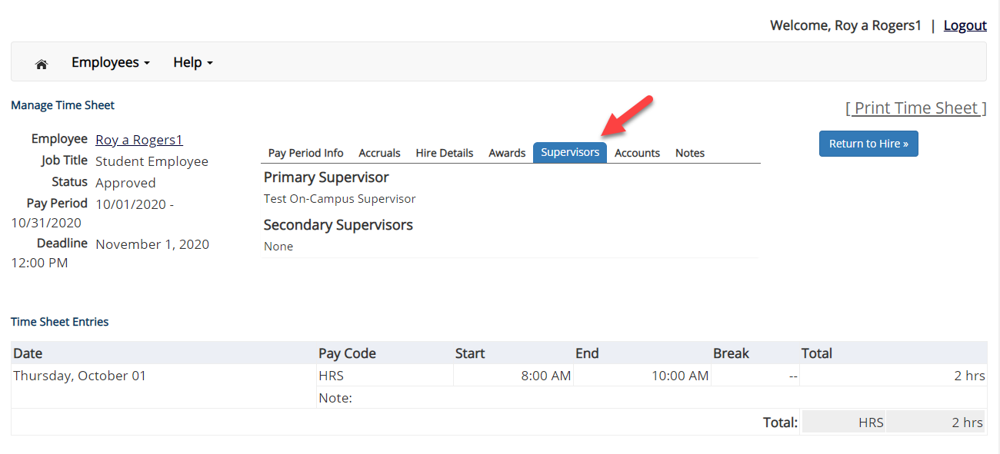 Welcome, Roy a Rogers1 | Logout
Employees Help
Manage Time Sheet
[ Print Time Sheet ]
Employee Roy a Rogers1
Job Title Student Employee
Status Approved
Pay Period 10/01/2020 -
10/31/2020
Deadline November 1, 2020
12:00 PM
Pay Period Info Accruals Hire Details Awards Supervisors Accounts Notes
Primary Supervisor
Test On-Campus Supervisor
Secondary Supervisors
None
Return to Hire »
Time Sheet Entries
Date Pay Code Start End Break Total
Thursday, October 01 HRS 8:00 AM 10:00 AM -- 2 hrs
Note:
Total: HRS 2 hrs